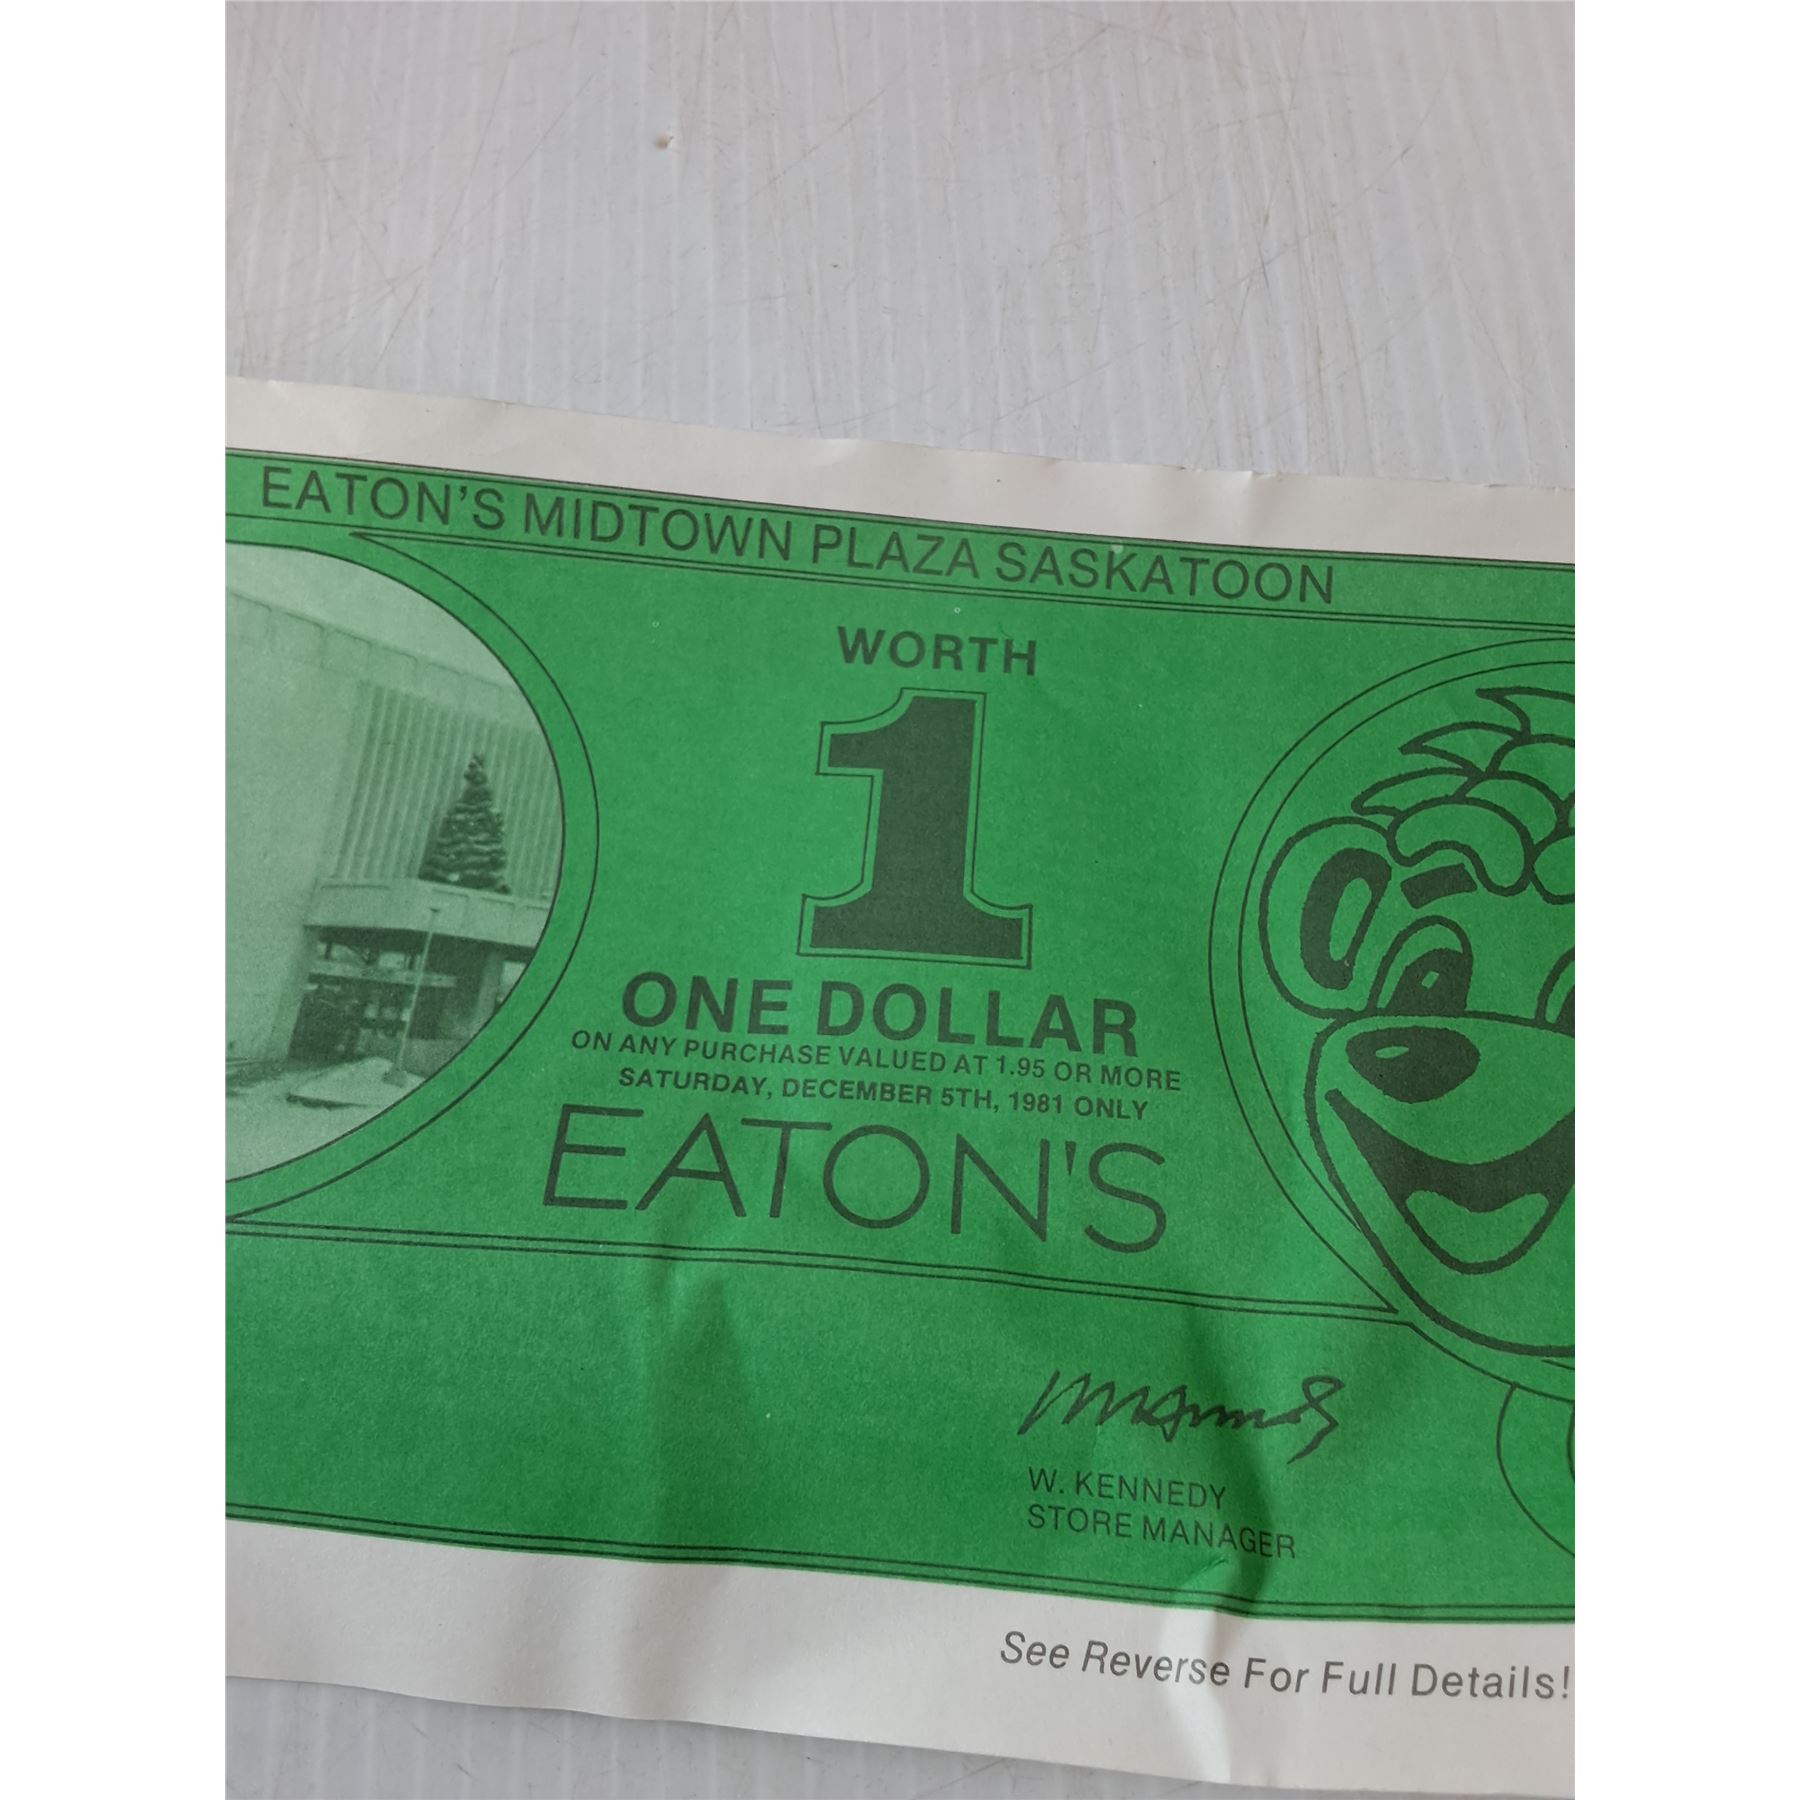 EATON'S MIDTOWN PLAZA SASKATOON
WORTH
1
ONE DOLLAR
ON ANY PURCHASE VALUED AT 1.95 OR MORE
SATURDAY, DECEMBER 5TH, 1981 ONLY
EATON'S
W. KENNEDY
STORE MANAGER
See Reverse For Full Details!